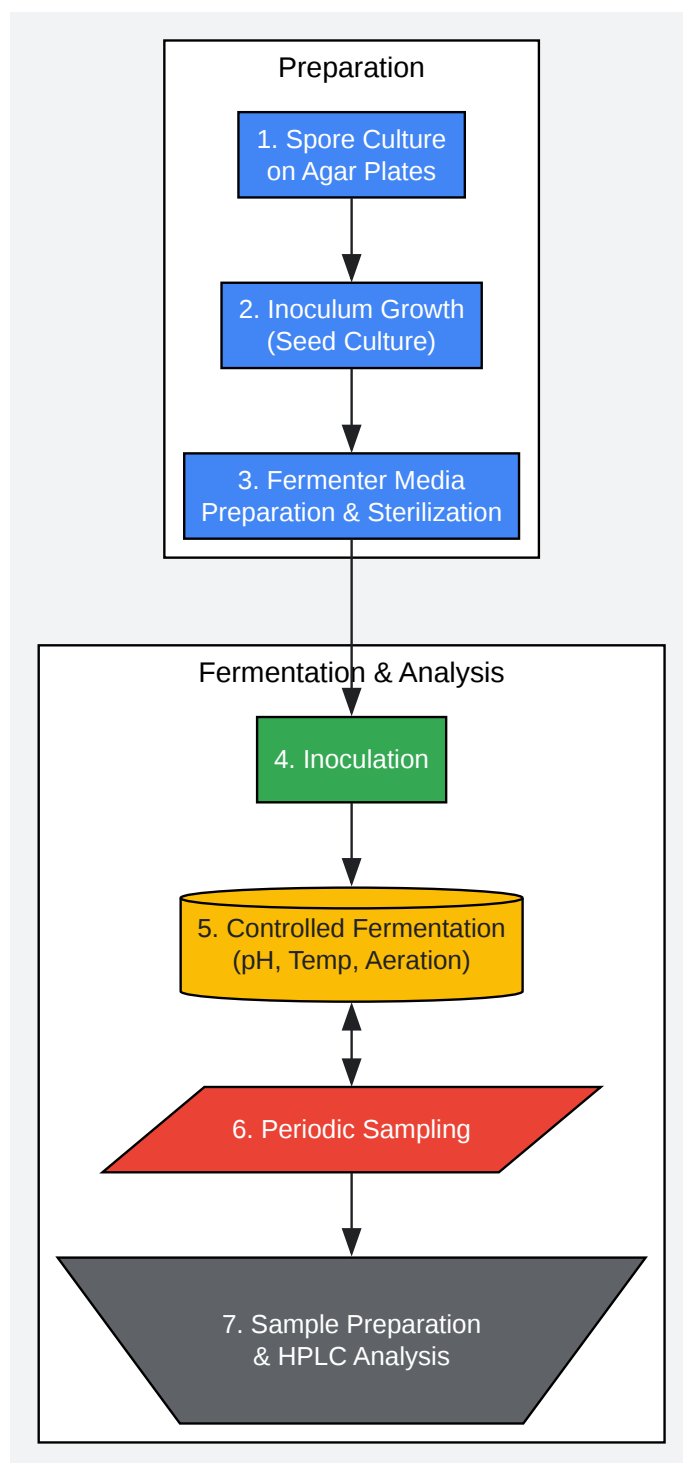 Preparation
1. Spore Culture
on Agar Plates
2. Inoculum Growth
(Seed Culture)
3. Fermenter Media
Preparation & Sterilization
Fermentation & Analysis
4. Inoculation
5. Controlled Fermentation
(pH, Temp, Aeration)
6. Periodic Sampling
7. Sample Preparation
& HPLC Analysis